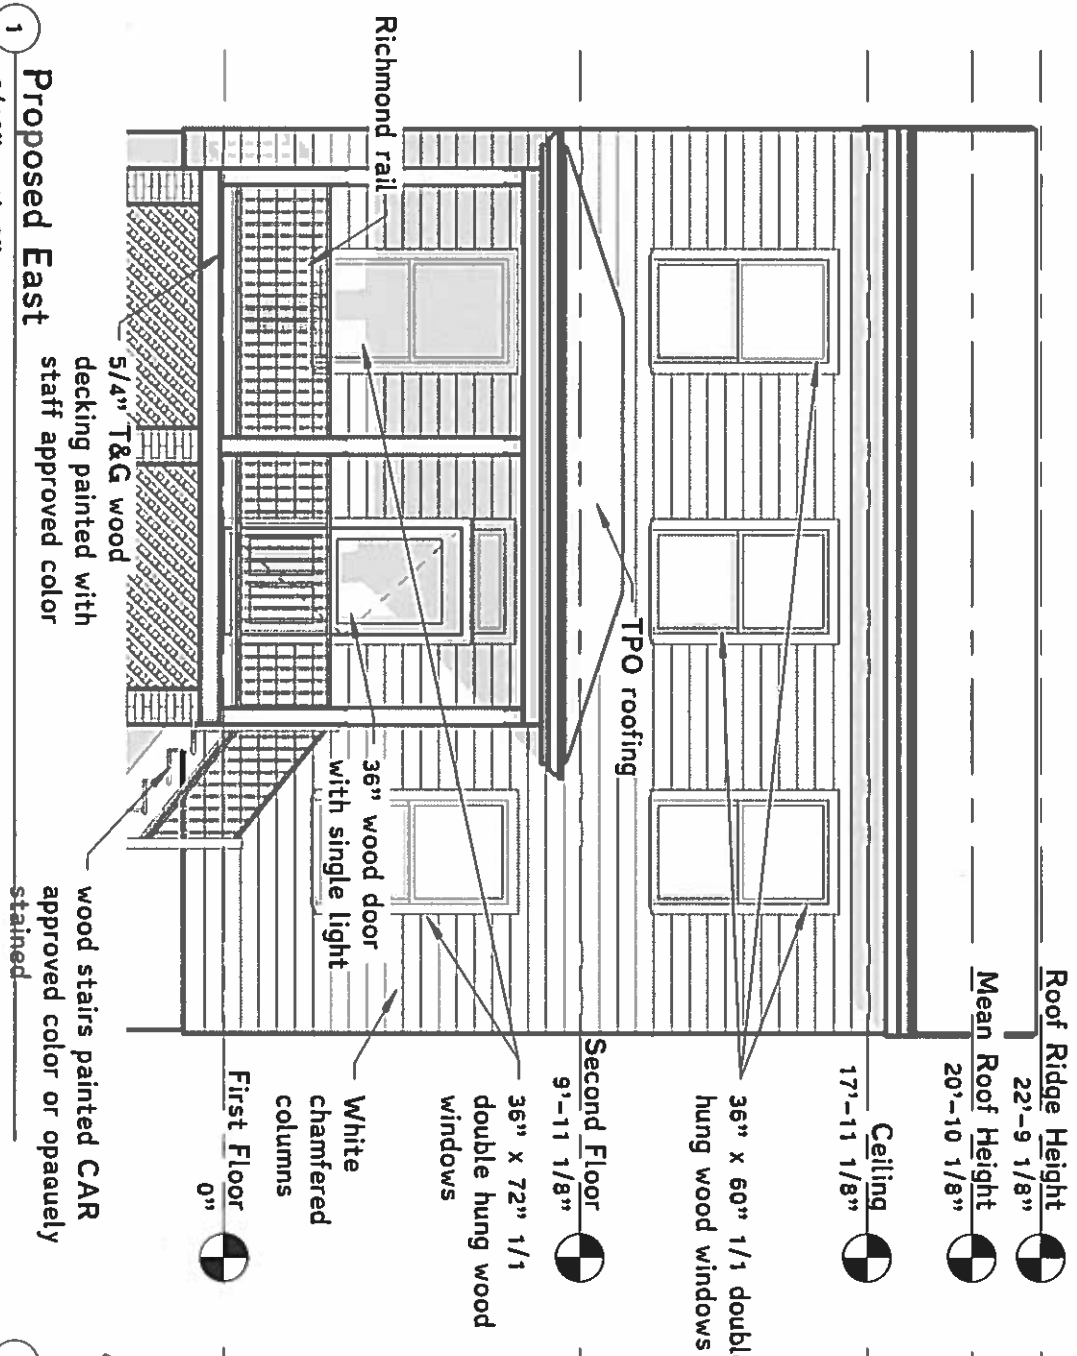 Roof Ridge Height
22'-9 1/8"
Mean Roof Height
20'-10 1/8"
Ceiling
17'-11 1/8"
36" x 60" 1/1
hung wood windows
Second Floor
9'-11 1/8"
36" x 72" 1/1
double hung wood
windows
White
chamfered
columns
First Floor
0"
TPO roofing
Richmond rail
36" wood door
with single light
5/4" T&G wood
decking painted with
staff approved color
wood stairs painted CAR
approved color or opaquely
stained
1
Proposed East